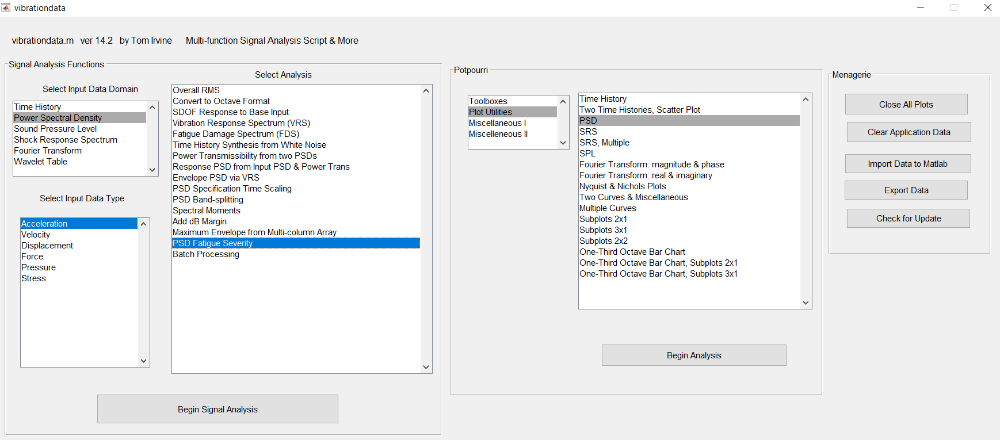 vibrationdata
vibrationdata.m ver 14.2 by Tom Irvine Multi-function Signal Analysis Script & More
Signal Analysis Functions
Select Input Data Domain
Time History
Power Spectral Density
Sound Pressure Level
Shock Response Spectrum
Fourier Transform
Wavelet Table
Select Input Data Type
Acceleration
Velocity
Displacement
Force
Pressure
Stress
Select Analysis
Overall RMS
Convert to Octave Format
SDOF Response to Base Input
Vibration Response Spectrum (VRS)
Fatigue Damage Spectrum (FDS)
Time History Synthesis from White Noise
Power Transmissibility from two PSDs
Response PSD from Input PSD & Power Trans
Envelope PSD via VRS
PSD Specification Time Scaling
PSD Band-splitting
Spectral Moments
Add dB Margin
Maximum Envelope from Multi-column Array
PSD Fatigue Severity
Batch Processing
Begin Signal Analysis
Potpourri
Toolboxes
Plot Utilities
Miscellaneous I
Miscelleneous II
Time History
Two Time Histories, Scatter Plot
PSD
SRS
SRS, Multiple
SPL
Fourier Transform: magnitude & phase
Fourier Transform: real & imaginary
Nyquist & Nichols Plots
Two Curves & Miscellaneous
Multiple Curves
Subplots 2x1
Subplots 3x1
Subplots 2x2
One-Third Octave Bar Chart
One-Third Octave Bar Chart, Subplots 2x1
One-Third Octave Bar Chart, Subplots 3x1
Begin Analysis
Menagerie
Close All Plots
Clear Application Data
Import Data to Matlab
Export Data
Check for Update